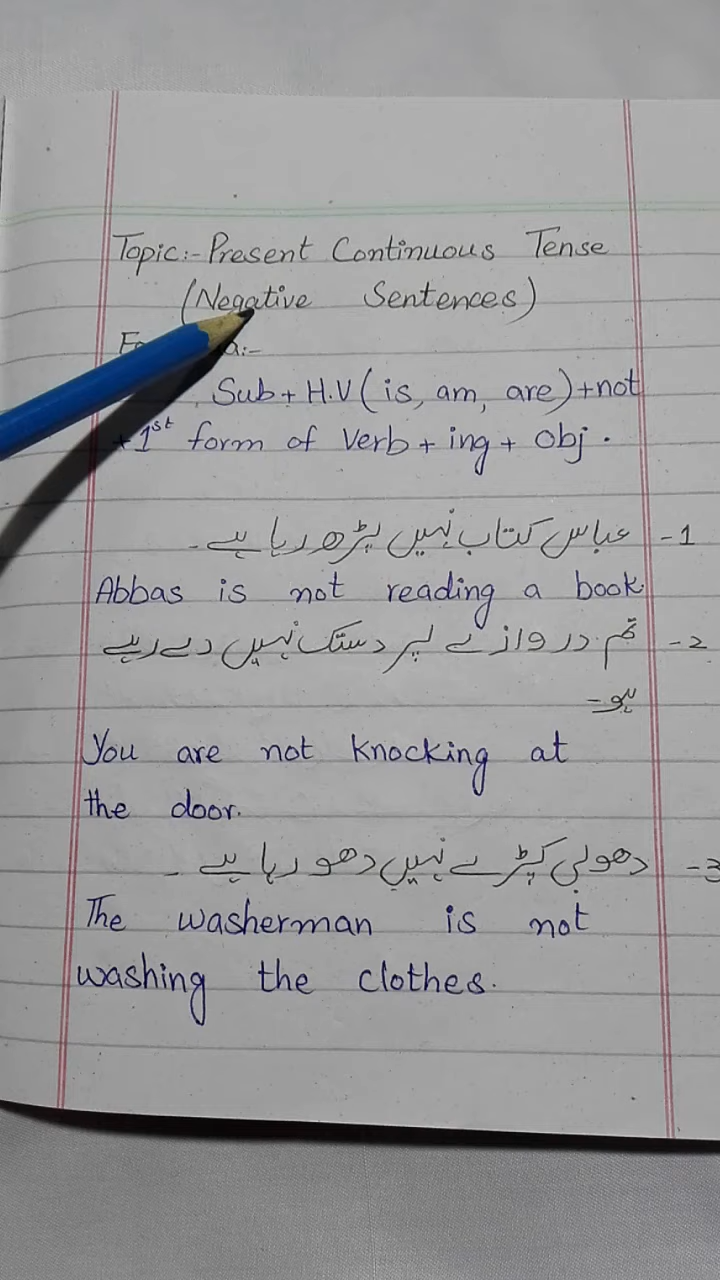 Topic:- Present Continuous Tense
(Negative Sentences)
Sub + H.V (is, am, are) + not
+ 1st form of Verb + ing + obj.
1- عباس کتاب نہیں پڑھ رہا ہے۔
Abbas is not reading a book.
2- تم دروازے پر دستک نہیں دے رہے
ہو-
You are not knocking at
the door.
3- دھوبی کپڑے نہیں دھو رہا ہے۔
The washerman is not
washing the clothes.